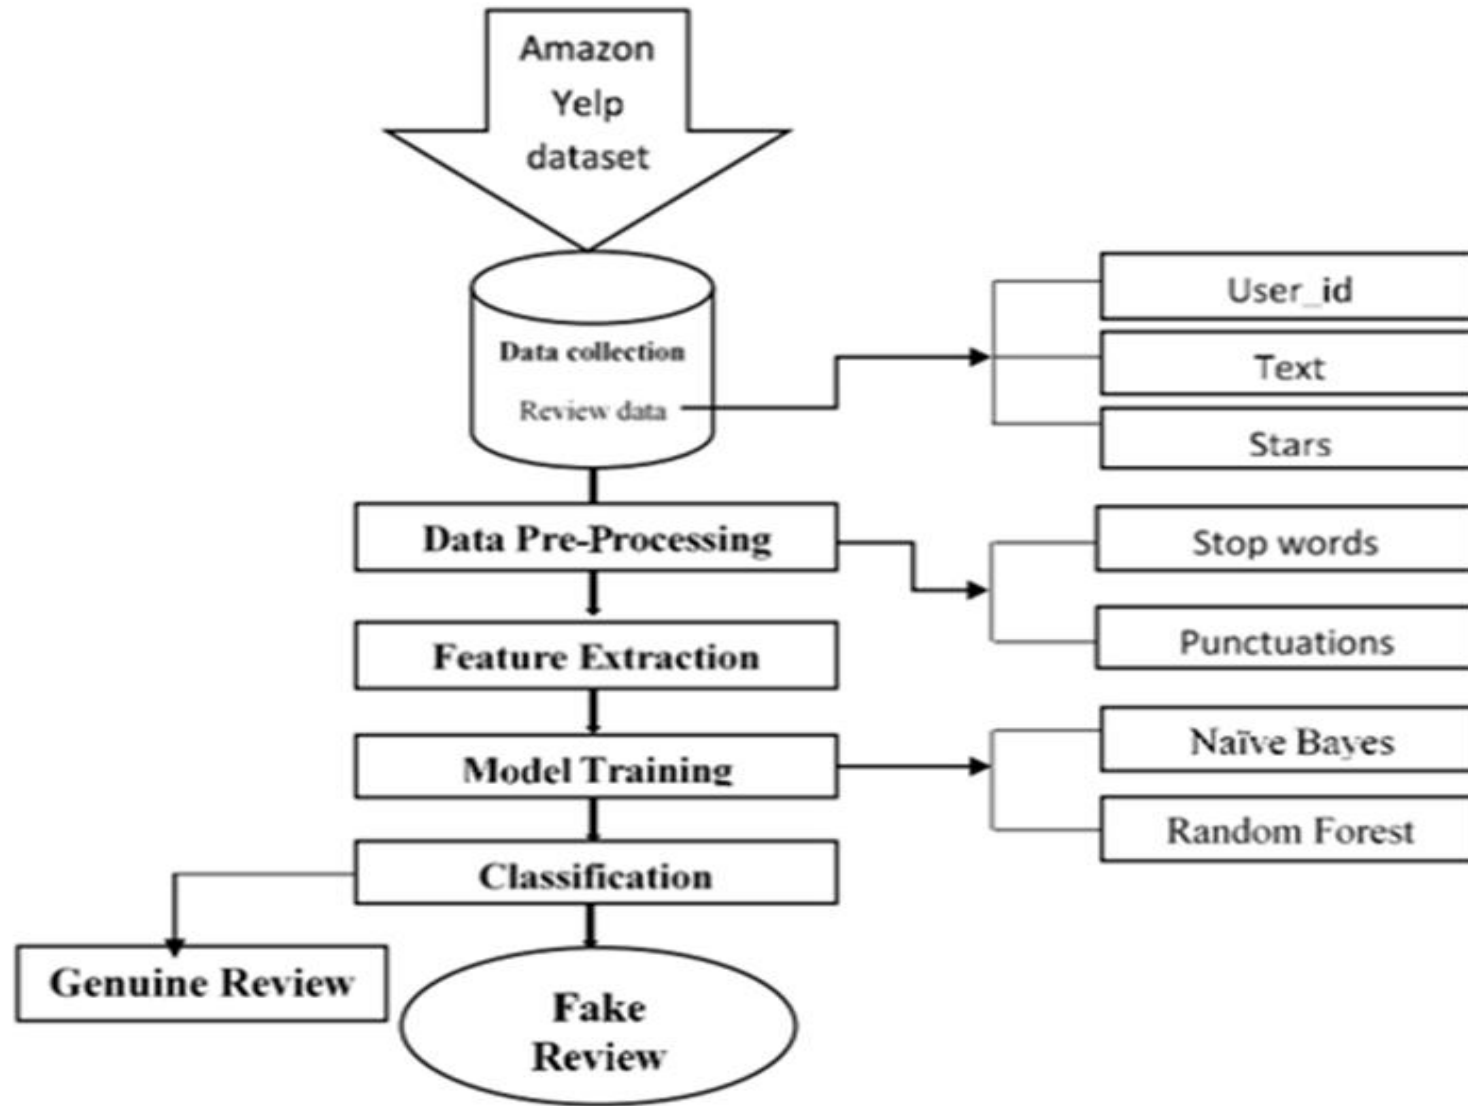 Amazon
Yelp
dataset
Data collection
Review data
User_id
Text
Stars
Data Pre-Processing
Stop words
Punctuations
Feature Extraction
Model Training
Naïve Bayes
Random Forest
Classification
Genuine Review
Fake
Review